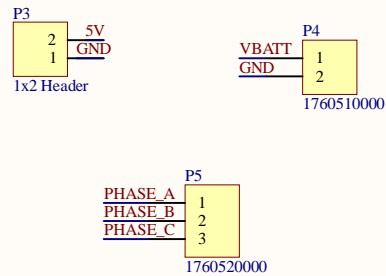 P3
2 5V
1 GND
1x2 Header
P4
VBATT 1
GND 2
1760510000
P5
PHASE_A 1
PHASE_B 2
PHASE_C 3
1760520000